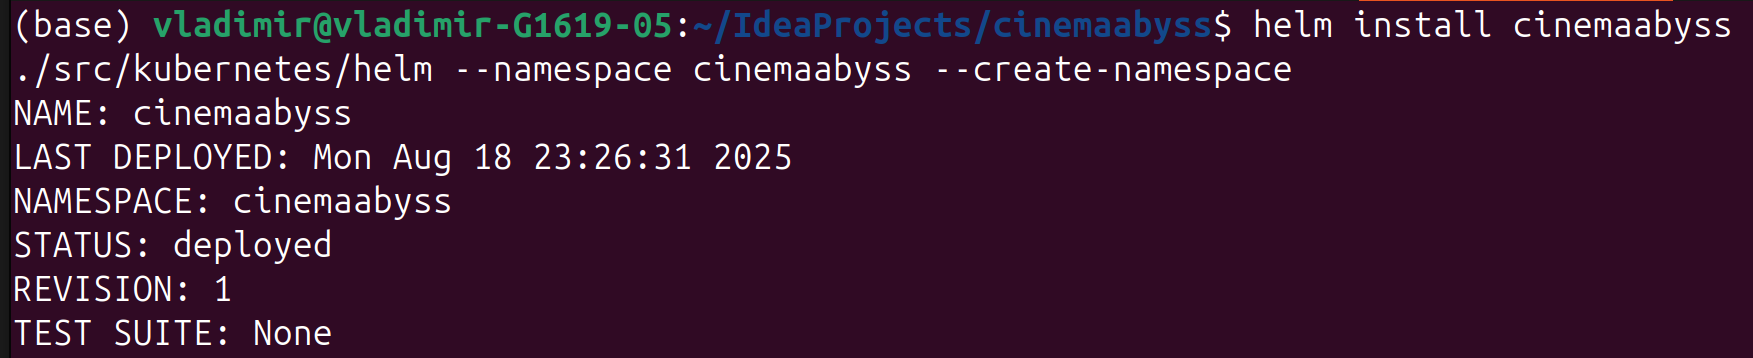 (base) vladimir@vladimir-G1619-05:~/IdeaProjects/cinemaabyss$ helm install cinemaabyss
./src/kubernetes/helm --namespace cinemaabyss --create-namespace
NAME: cinemaabyss
LAST DEPLOYED: Mon Aug 18 23:26:31 2025
NAMESPACE: cinemaabyss
STATUS: deployed
REVISION: 1
TEST SUITE: None